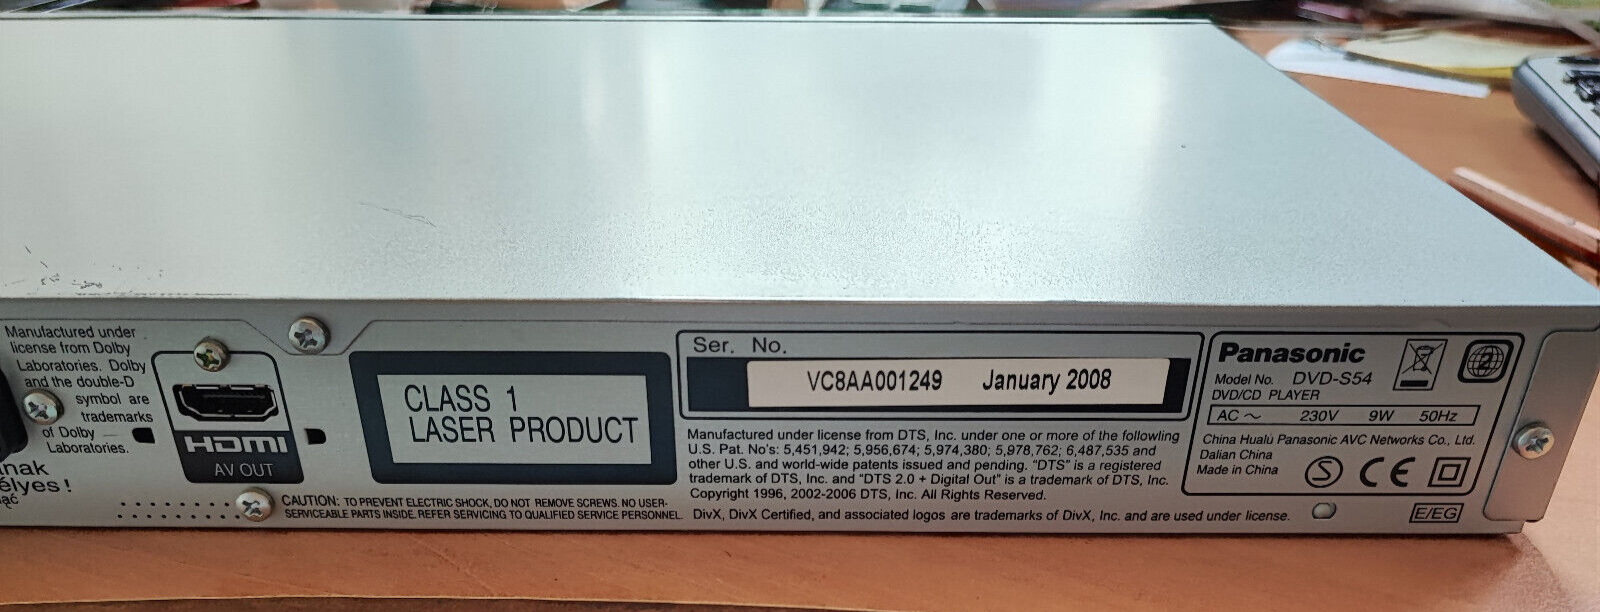 Manufactured under
license from Dolby
Laboratories. Dolby
and the double-D
symbol are
trademarks
of Dolby
Laboratories.
élyes!
HDMI
AV OUT
CLASS 1
LASER PRODUCT
CAUTION: TO PREVENT ELECTRIC SHOCK, DO NOT REMOVE SCREWS. NO USER-
SERVICEABLE PARTS INSIDE. REFER SERVICING TO QUALIFIED SERVICE PERSONNEL.
Ser. No.
VC8AA001249 January 2008
Manufactured under license from DTS, Inc. under one or more of the followling
U.S. Pat. No's: 5,451,942; 5,956,674; 5,974,380; 5,978,762; 6,487,535 and
other U.S. and world-wide patents issued and pending. "DTS" is a registered
trademark of DTS, Inc. and "DTS 2.0 + Digital Out" is a trademark of DTS, Inc.
Copyright 1996, 2002-2006 DTS, Inc. All Rights Reserved.
DivX, DivX Certified, and associated logos are trademarks of DivX, Inc. and are used under license.
Panasonic
2
Model No. DVD-S54
DVD/CD PLAYER
AC ~ 230V 9W 50Hz
China Hualu Panasonic AVC Networks Co., Ltd.
Dalian China
Made in China
S CE
E/EG